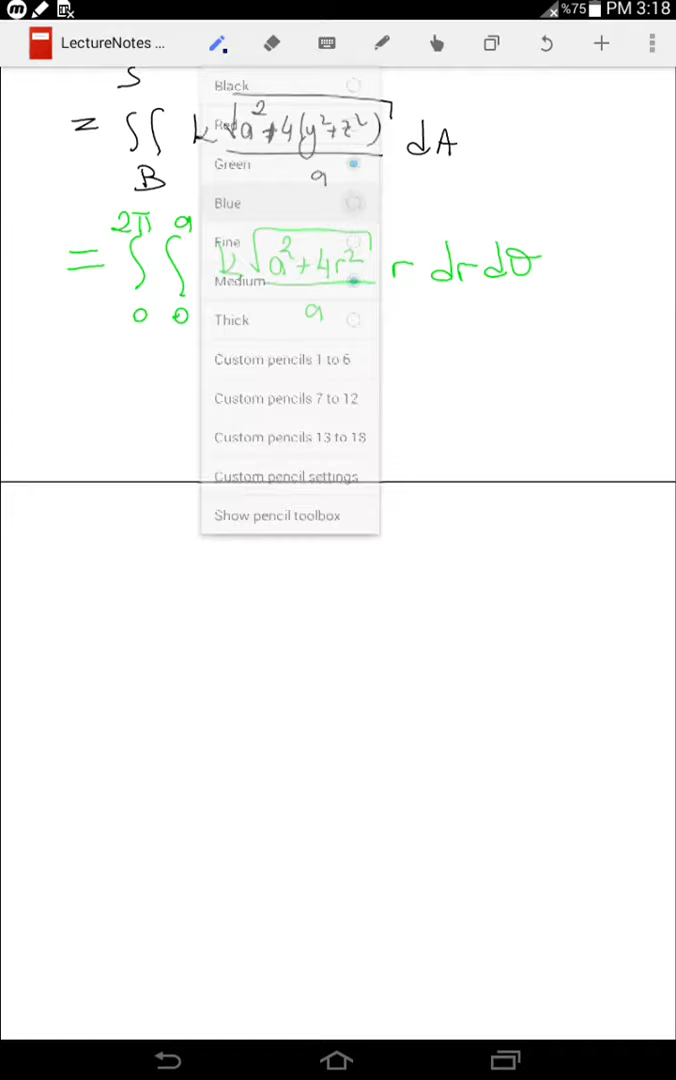 %75 PM 3:18
LectureNotes ...
S
Black
= ∫∫ k √a²+4(y²+z²) dA
Red
a
B
Green
Blue
2π a
Fine
= ∫∫ k √a²+4r² r dr dθ
Medium
a
0 0
Thick
Custom pencils 1 to 6
Custom pencils 7 to 12
Custom pencils 13 to 18
Custom pencil settings
Show pencil toolbox